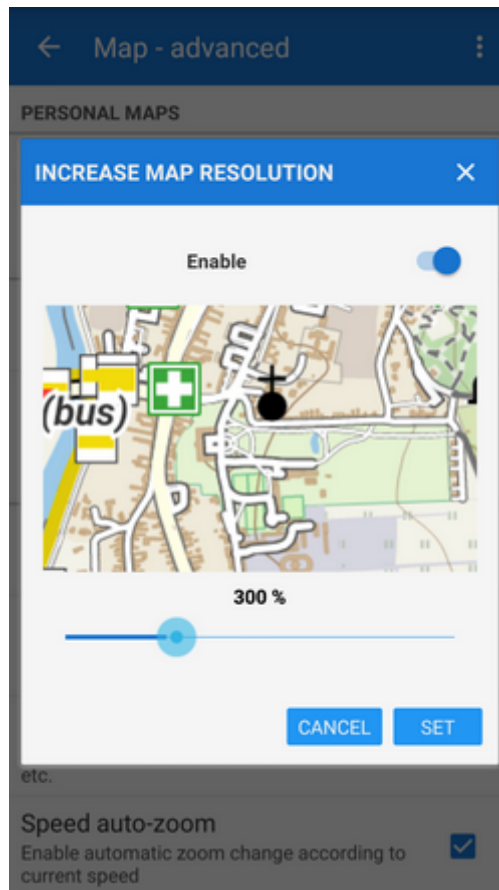 Map - advanced
PERSONAL MAPS
INCREASE MAP RESOLUTION
Enable
(bus)
300 %
CANCEL
SET
etc.
Speed auto-zoom
Enable automatic zoom change according to
current speed